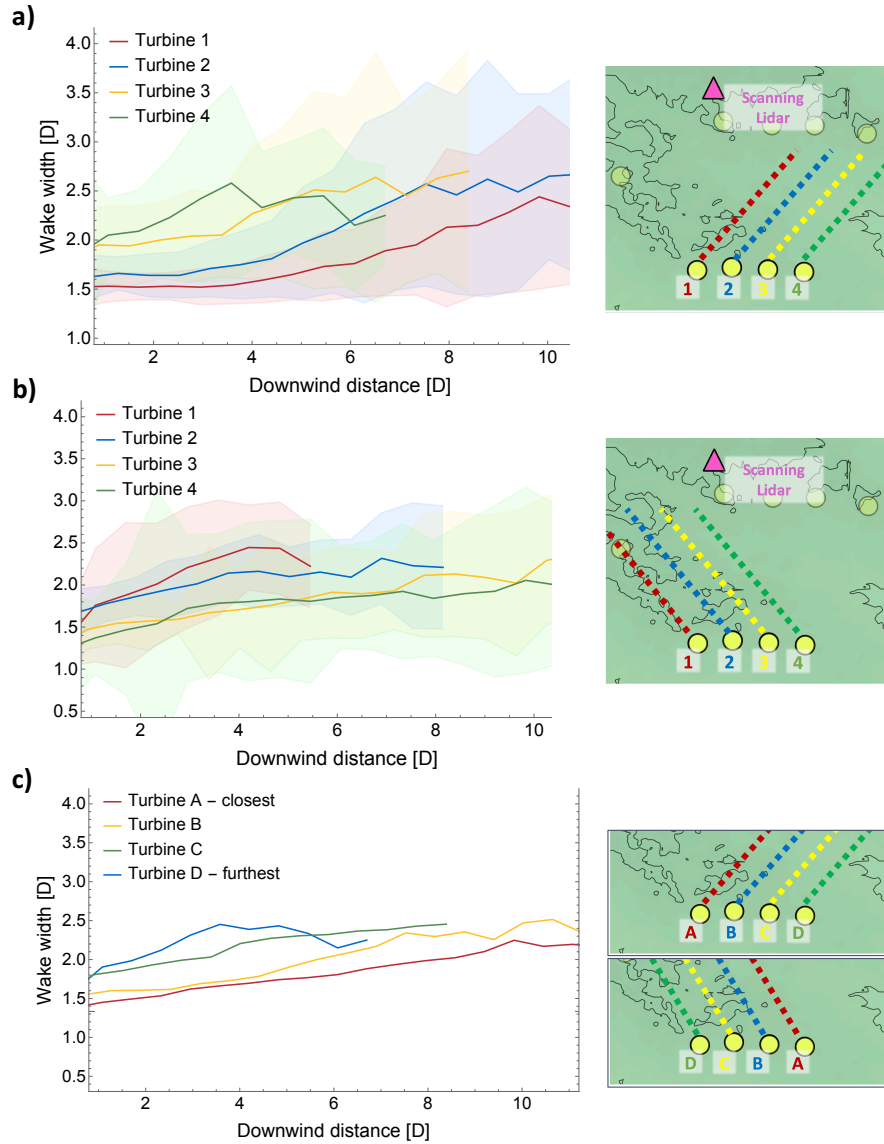 a)
Turbine 1
Turbine 2
Turbine 3
Turbine 4
Wake width [D]
4.0
3.5
3.0
2.5
2.0
1.5
1.0
2
4
6
8
10
Downwind distance [D]
Scanning
Lidar
1
2
3
4
b)
Turbine 1
Turbine 2
Turbine 3
Turbine 4
Wake width [D]
4.0
3.5
3.0
2.5
2.0
1.5
1.0
0.5
2
4
6
8
10
Downwind distance [D]
Scanning
Lidar
1
2
3
4
c)
Turbine A – closest
Turbine B
Turbine C
Turbine D – furthest
Wake width [D]
4.0
3.5
3.0
2.5
2.0
1.5
1.0
0.5
2
4
6
8
10
Downwind distance [D]
A
B
C
D
D
C
B
A